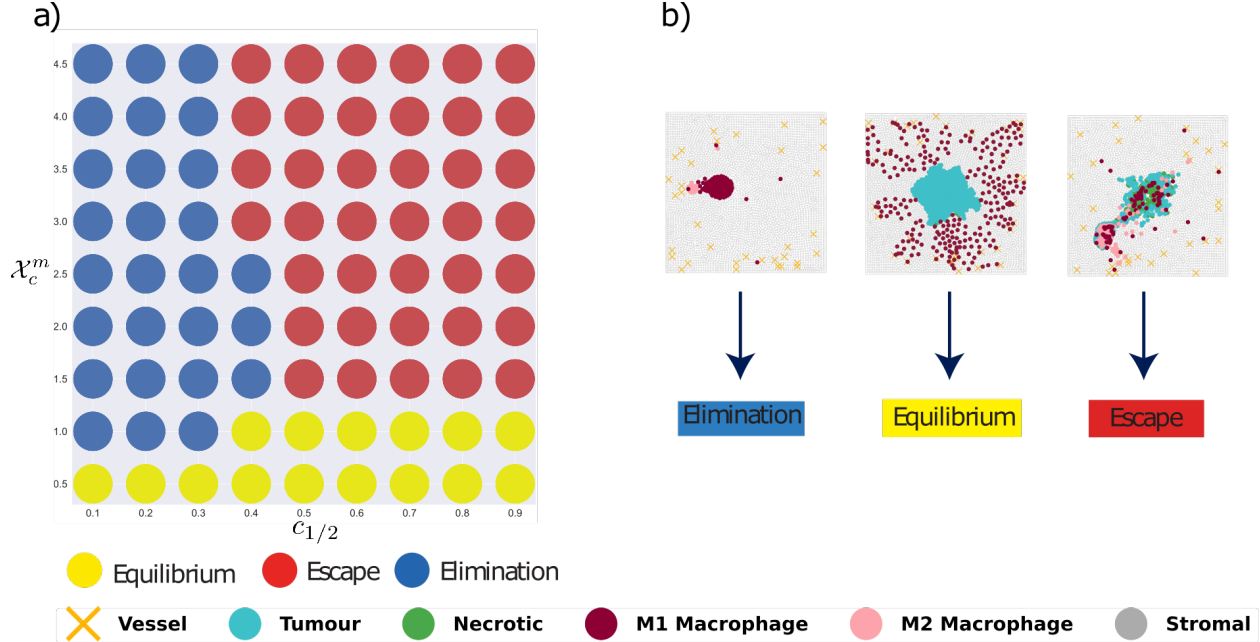 a)
b)
4.5
4.0
3.5
3.0
2.5
2.0
1.5
1.0
0.5
𝒳_c^m
0.1 0.2 0.3 0.4 0.5 0.6 0.7 0.8 0.9
c_{1/2}
Elimination
Equilibrium
Escape
Equilibrium Escape Elimination
Vessel Tumour Necrotic M1 Macrophage M2 Macrophage Stromal